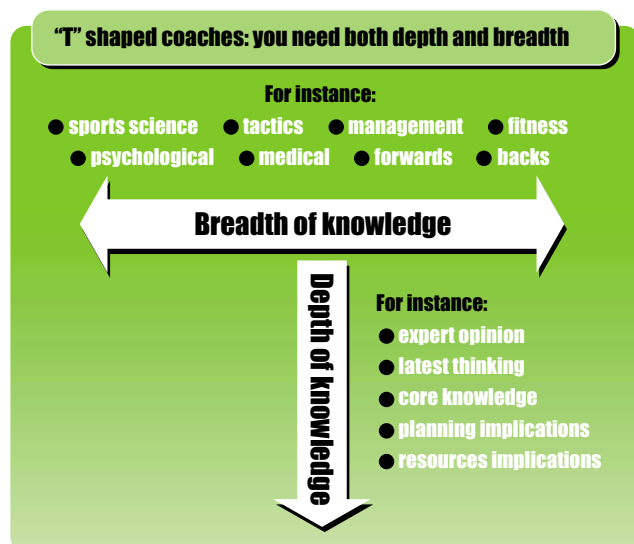 “T” shaped coaches: you need both depth and breadth
For instance:
● sports science ● tactics ● management ● fitness
● psychological ● medical ● forwards ● backs
Breadth of knowledge
Depth of knowledge
For instance:
● expert opinion
● latest thinking
● core knowledge
● planning implications
● resources implications